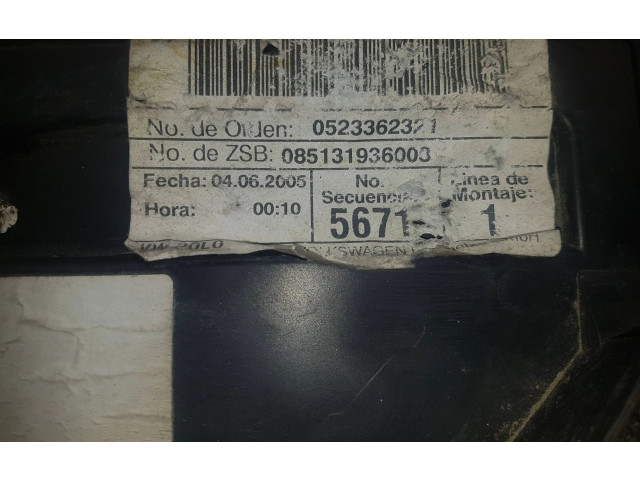 No. de Orden: 0523362321
No. de ZSB: 085131936003
Fecha: 04.06.2005
Hora: 00:10
No. Secuencia
5671
Linea de Montaje:
1
VW POLO
VOLKSWAGEN